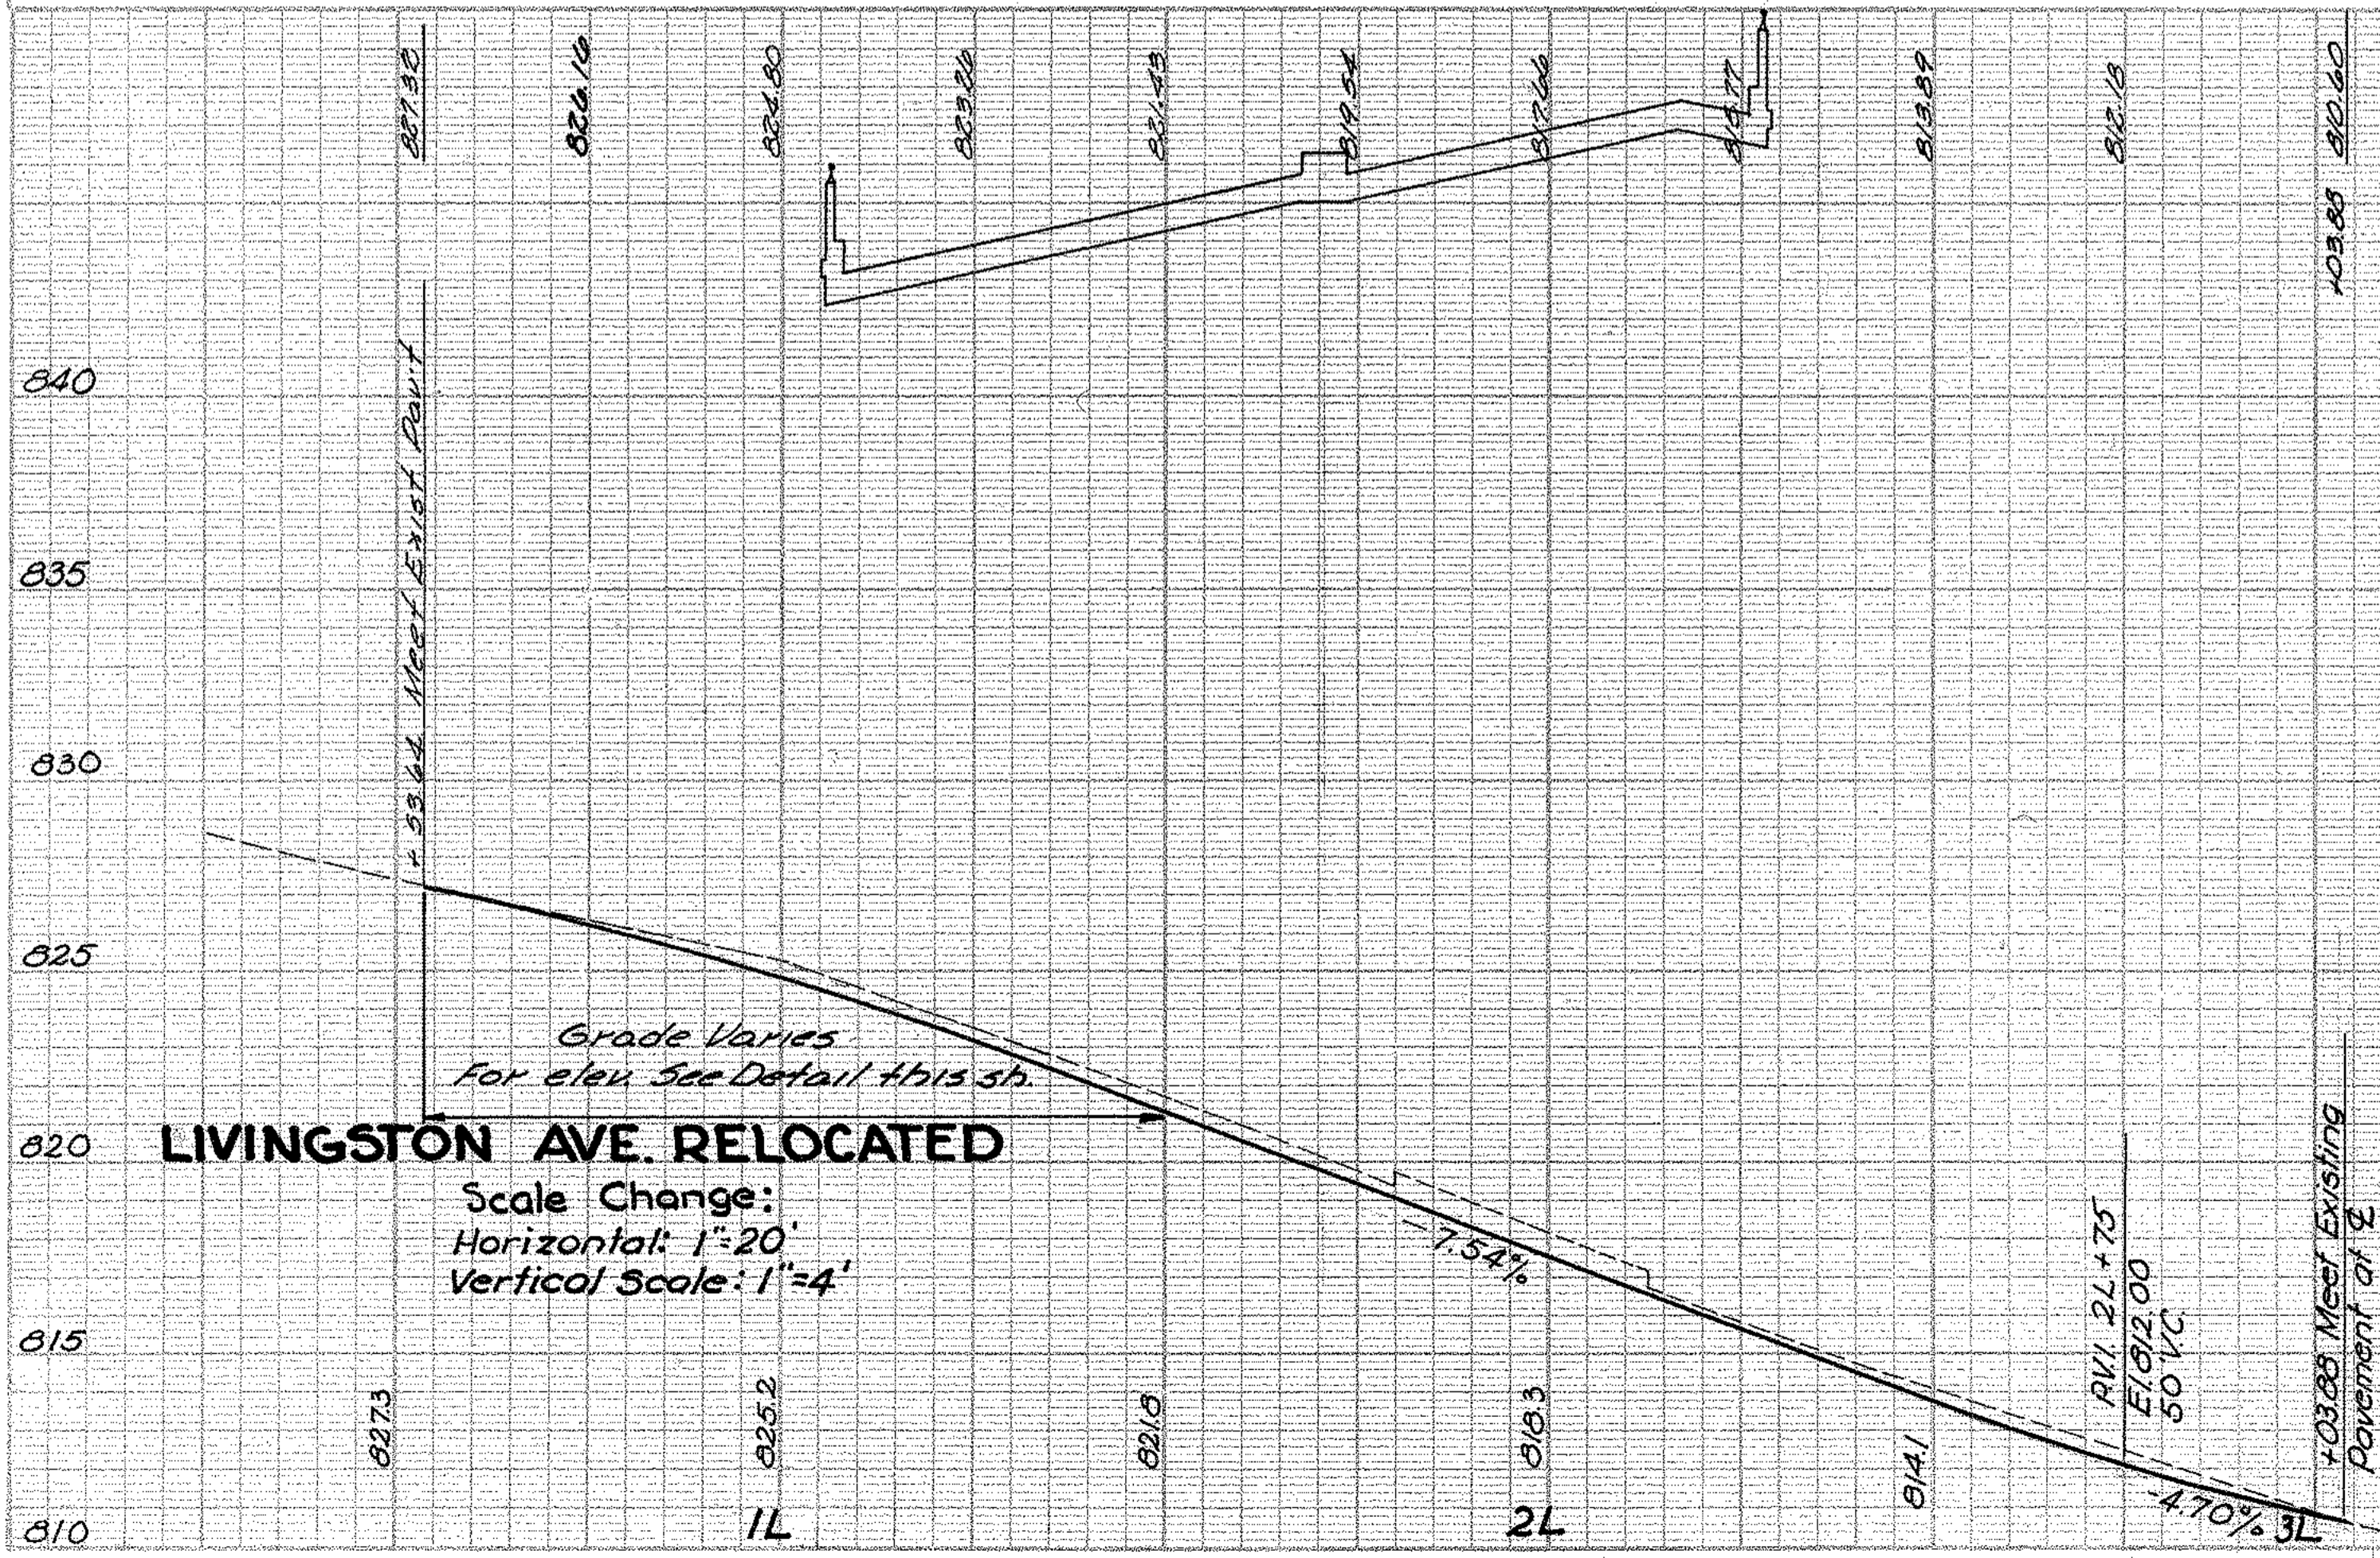 827.32
826.16
824.80
823.26
821.43
819.54
817.66
815.77
813.89
812.18
810.60
+03.88
840
835
830
825
820
815
810
+53.64 Meet Exist. Pav't
Grade Varies
For elev. See Detail this sh.
LIVINGSTON AVE. RELOCATED
Scale Change:
Horizontal: 1"=20'
Vertical Scale: 1"=4'
-7.54%
P.V.I. 2L+75
El. 812.00
50' V.C.
+03.88 Meet Existing
Pavement at ℄
-4.70%
827.3
825.2
821.8
818.3
814.1
1L
2L
3L